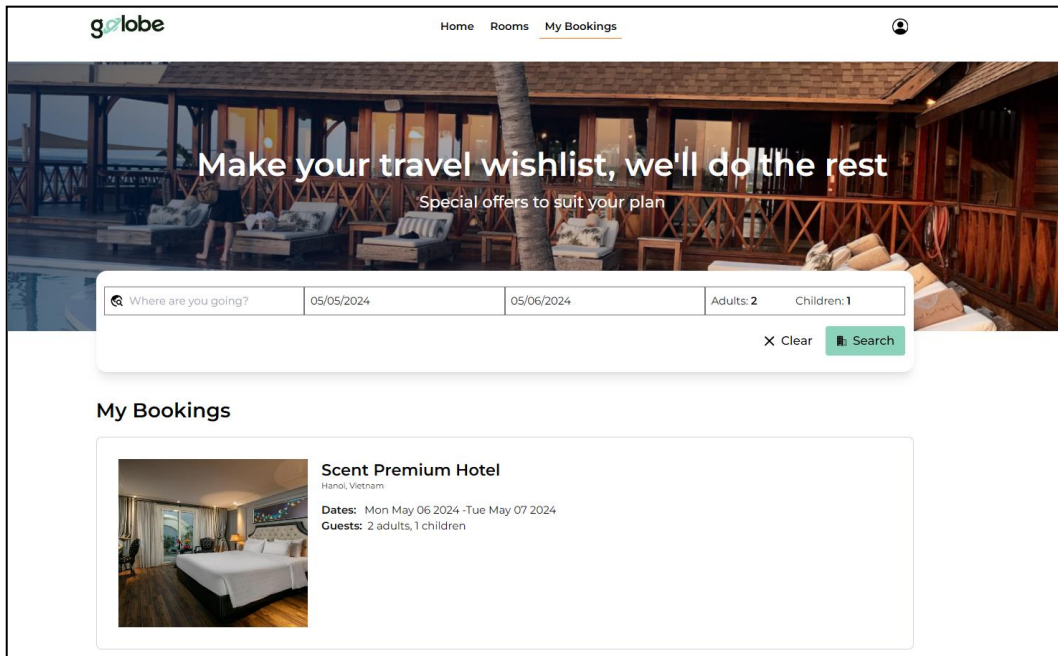 golobe
Home Rooms My Bookings
Make your travel wishlist, we'll do the rest
Special offers to suit your plan
Where are you going? 05/05/2024 05/06/2024 Adults: 2 Children: 1
Clear Search
My Bookings
Scent Premium Hotel
Hanoi, Vietnam
Dates: Mon May 06 2024 -Tue May 07 2024
Guests: 2 adults, 1 children